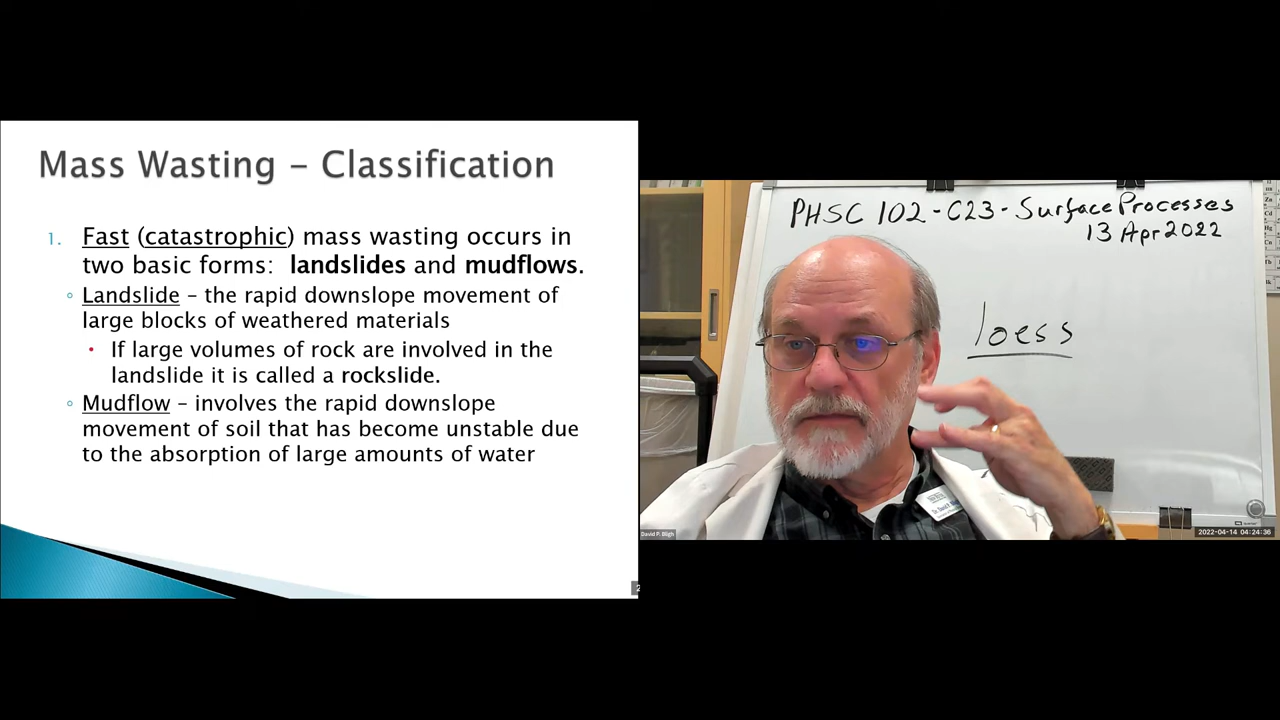 Mass Wasting – Classification
1. Fast (catastrophic) mass wasting occurs in
two basic forms: landslides and mudflows.
Landslide – the rapid downslope movement of
large blocks of weathered materials
If large volumes of rock are involved in the
landslide it is called a rockslide.
Mudflow – involves the rapid downslope
movement of soil that has become unstable due
to the absorption of large amounts of water
2
PHSC 102 - C23 - Surface Processes
13 Apr 2022
loess
David P. Bligh
2022-04-14 04:24:36